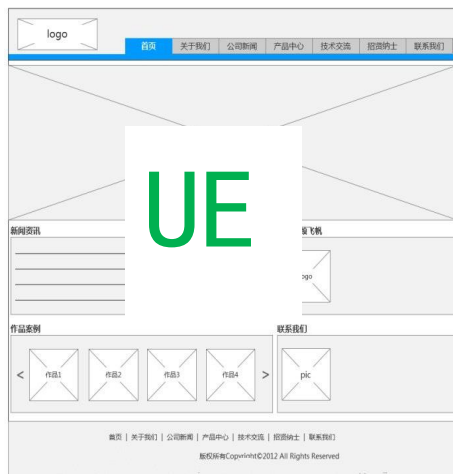 logo
首页 关于我们 公司新闻 产品中心 技术交流 招贤纳士 联系我们
UE
新闻资讯
飞帆
作品案例 联系我们
< 作品1 作品2 作品3 作品4 > pic
首页 | 关于我们 | 公司新闻 | 产品中心 | 技术交流 | 招贤纳士 | 联系我们
版权所有Copyright©2012 All Rights Reserved